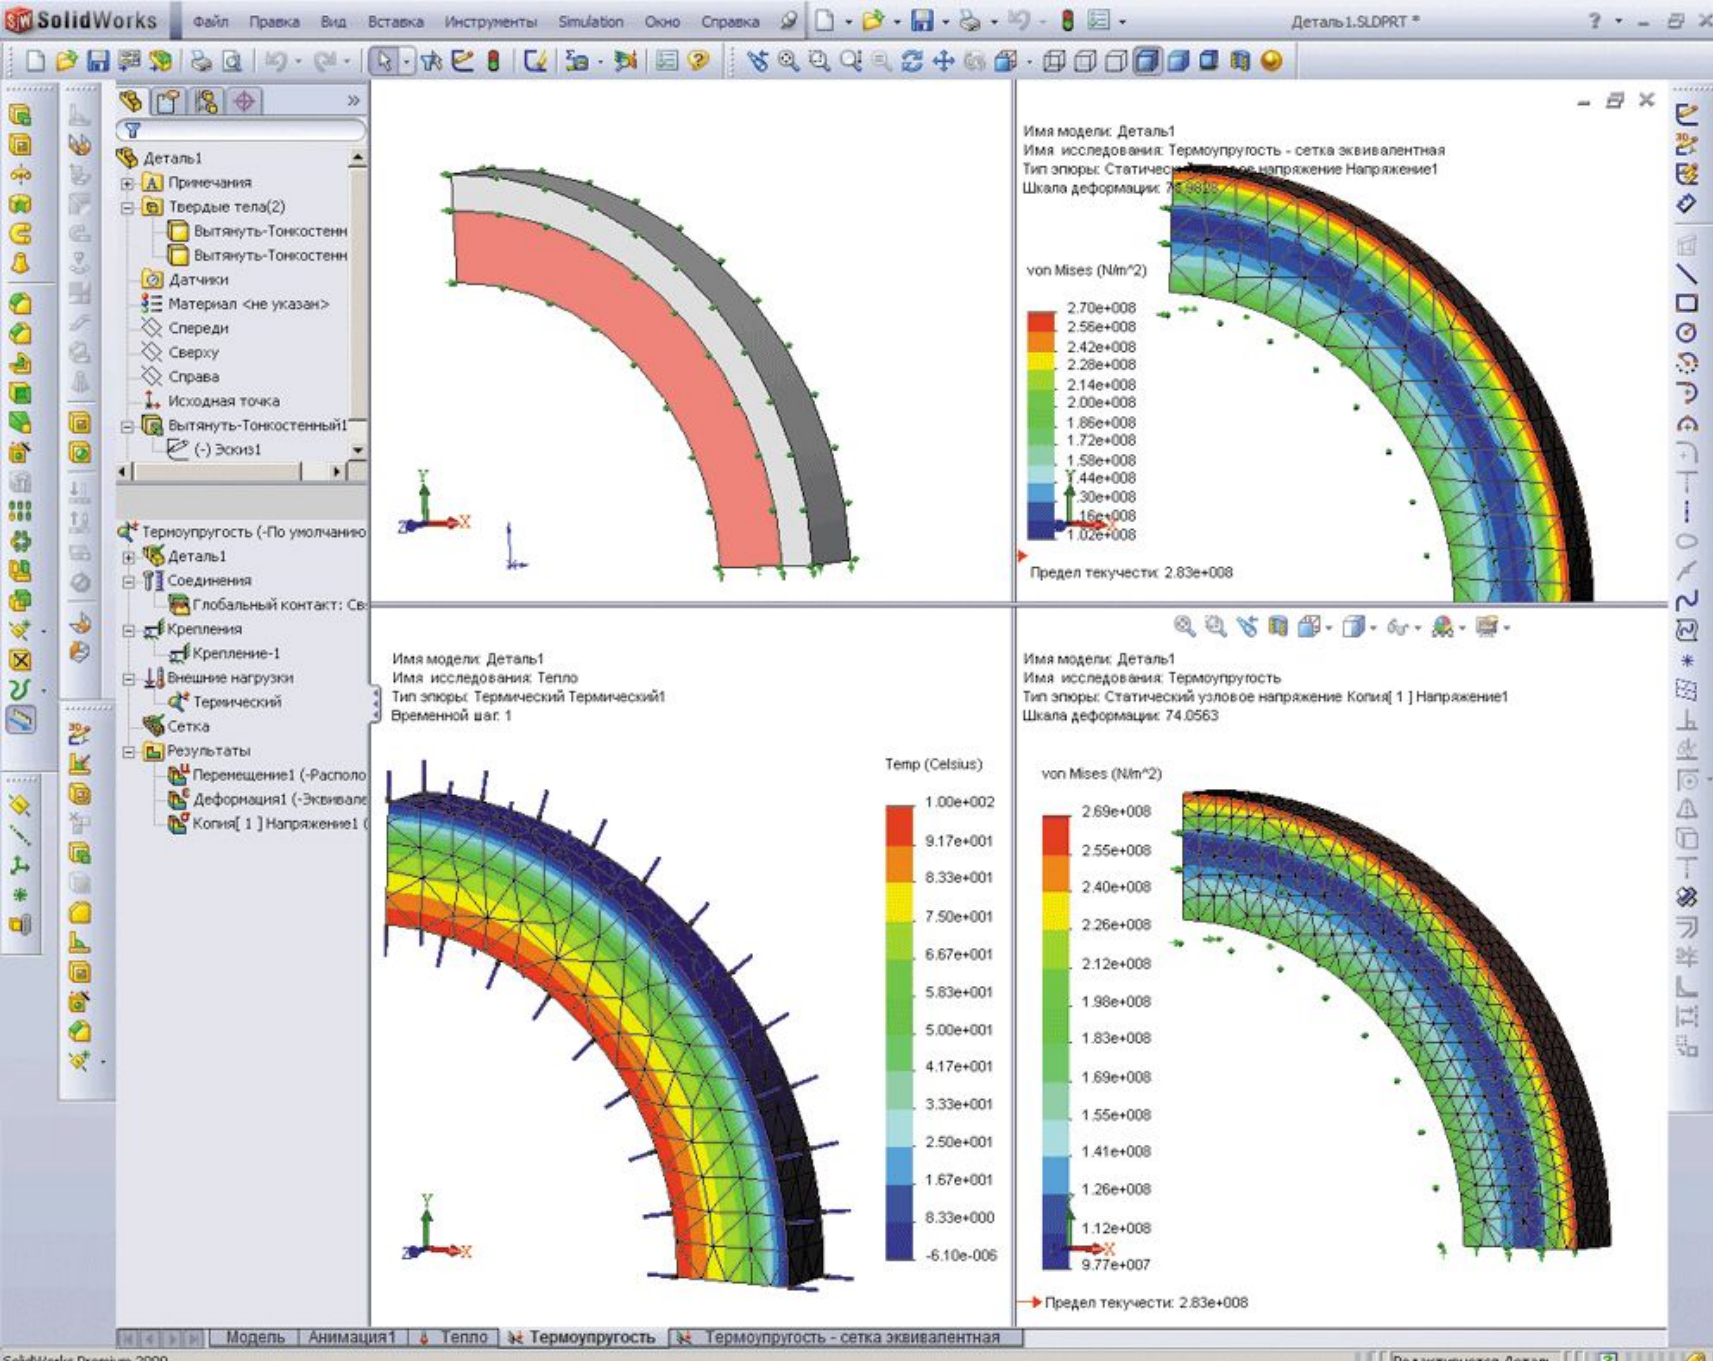 SolidWorks
Файл Правка Вид Вставка Инструменты Simulation Окно Справка
Деталь1.SLDPRT *
Деталь1
Примечания
Твердые тела(2)
Вытянуть-Тонкостенн
Вытянуть-Тонкостенн
Датчики
Материал <не указан>
Спереди
Сверху
Справа
Исходная точка
Вытянуть-Тонкостенный1
(-) Эскиз1
Термоупругость (-По умолчанию
Деталь1
Соединения
Глобальный контакт: Св
Крепления
Крепление-1
Внешние нагрузки
Термический
Сетка
Результаты
Перемещение1 (-Располо
Деформация1 (-Эквивале
Копия[ 1 ] Напряжение1 (
Y
Z
X
Имя модели: Деталь1
Имя исследования: Термоупругость - сетка эквивалентная
Тип эпюры: Статический узловое напряжение Напряжение1
Шкала деформации:
von Mises (N/m^2)
2.70e+008
2.56e+008
2.42e+008
2.28e+008
2.14e+008
2.00e+008
1.86e+008
1.72e+008
1.58e+008
.44e+008
.30e+008
.16e+008
1.02e+008
Предел текучести: 2.83e+008
Имя модели: Деталь1
Имя исследования: Тепло
Тип эпюры: Термический Термический1
Временной шаг: 1
Temp (Celsius)
1.00e+002
9.17e+001
8.33e+001
7.50e+001
6.67e+001
5.83e+001
5.00e+001
4.17e+001
3.33e+001
2.50e+001
1.67e+001
8.33e+000
-6.10e-006
Y
Z
X
Имя модели: Деталь1
Имя исследования: Термоупругость
Тип эпюры: Статический узловое напряжение Копия[ 1 ] Напряжение1
Шкала деформации: 74.0563
von Mises (N/m^2)
2.69e+008
2.55e+008
2.40e+008
2.26e+008
2.12e+008
1.98e+008
1.83e+008
1.69e+008
1.55e+008
1.41e+008
1.26e+008
1.12e+008
9.77e+007
X
Предел текучести: 2.83e+008
Модель Анимация1 Тепло Термоупругость Термоупругость - сетка эквивалентная
SolidWorks Premium 2009
Редактируется Деталь